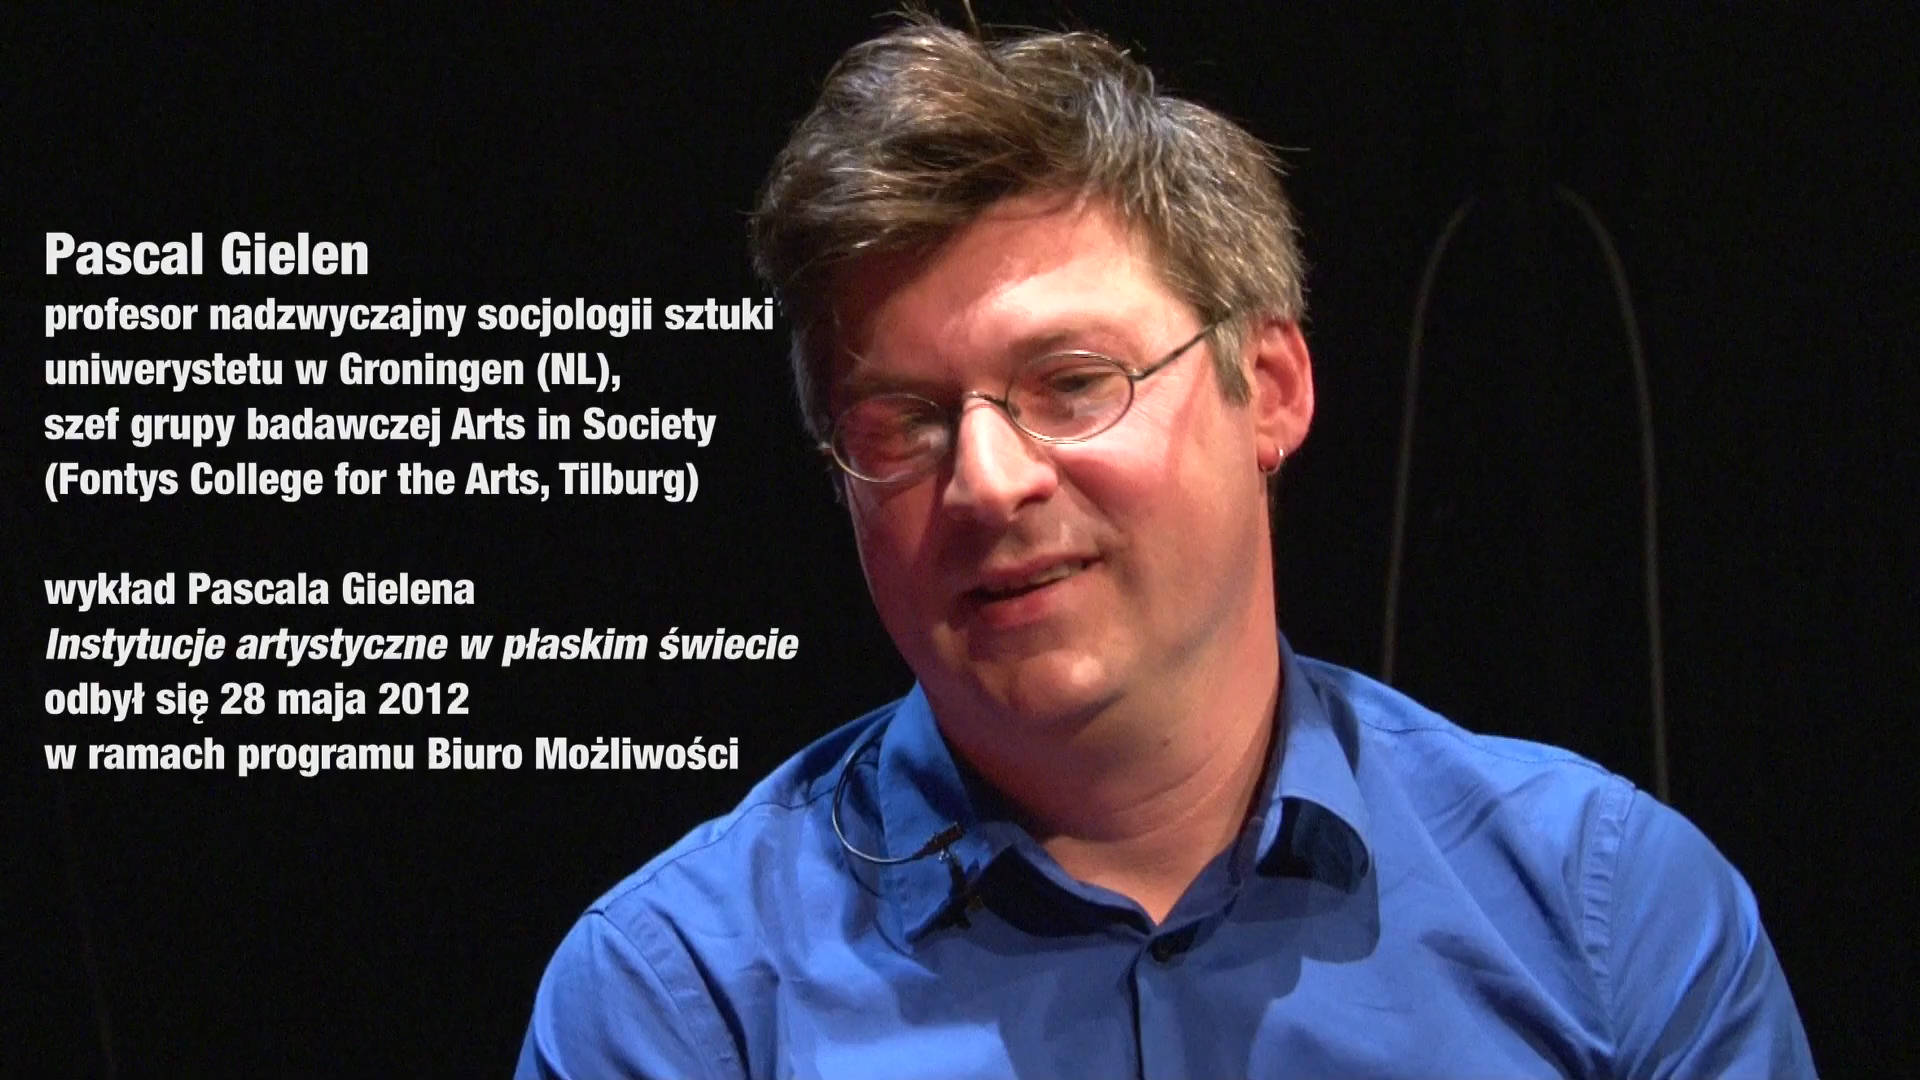 Pascal Gielen
profesor nadzwyczajny socjologii sztuki
uniwerystetu w Groningen (NL),
szef grupy badawczej Arts in Society
(Fontys College for the Arts, Tilburg)
wykład Pascala Gielena
Instytucje artystyczne w płaskim świecie
odbył się 28 maja 2012
w ramach programu Biuro Możliwości